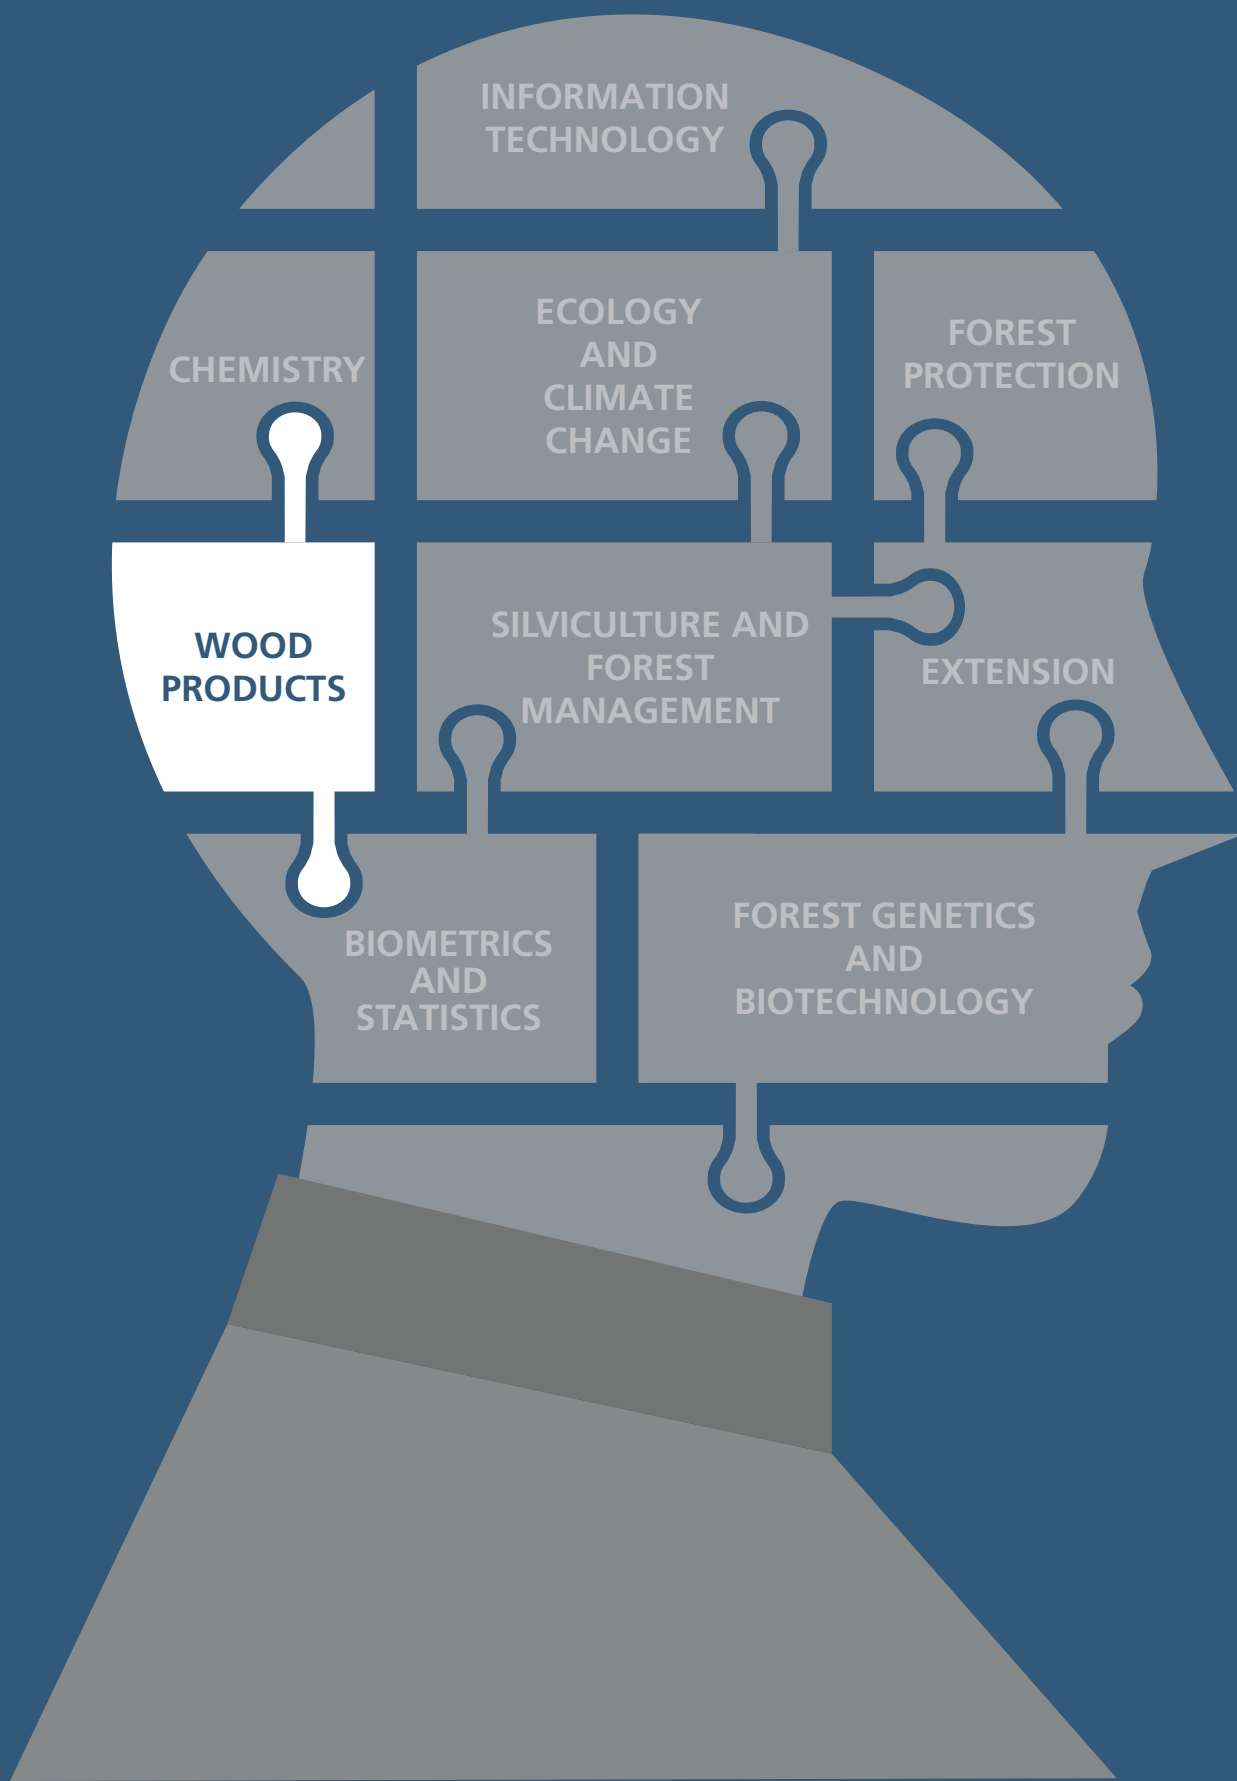 INFORMATION
TECHNOLOGY
CHEMISTRY
ECOLOGY
AND
CLIMATE
CHANGE
FOREST
PROTECTION
WOOD
PRODUCTS
SILVICULTURE AND
FOREST
MANAGEMENT
EXTENSION
BIOMETRICS
AND
STATISTICS
FOREST GENETICS
AND
BIOTECHNOLOGY